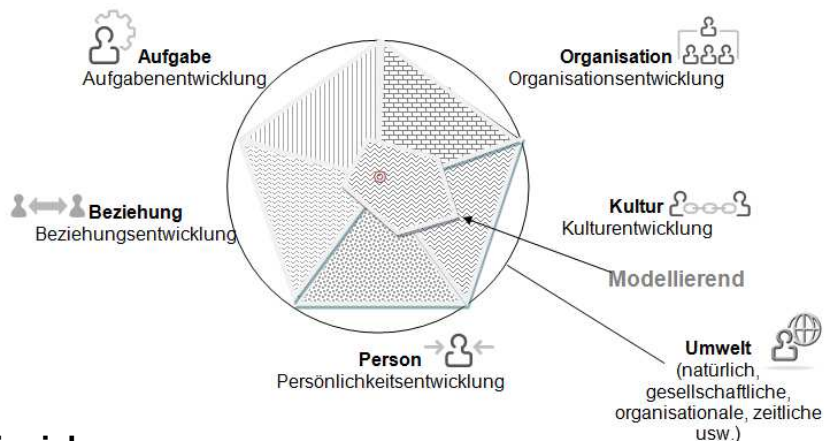 Aufgabe
Aufgabenentwicklung
Organisation
Organisationsentwicklung
Beziehung
Beziehungsentwicklung
Kultur
Kulturentwicklung
Modellierend
Person
Persönlichkeitsentwicklung
Umwelt
(natürlich,
gesellschaftliche,
organisationale, zeitliche
usw.)